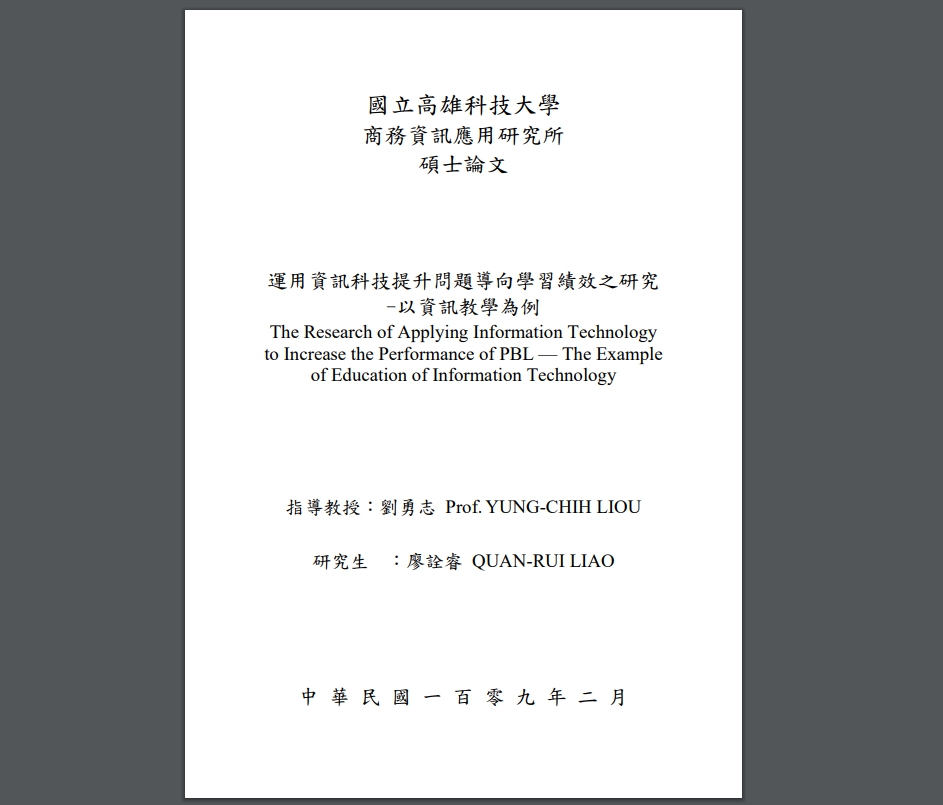 國立高雄科技大學
商務資訊應用研究所
碩士論文
運用資訊科技提升問題導向學習績效之研究
-以資訊教學為例
The Research of Applying Information Technology
to Increase the Performance of PBL — The Example
of Education of Information Technology
指導教授：劉勇志 Prof. YUNG-CHIH LIOU
研究生　：廖詮睿 QUAN-RUI LIAO
中 華 民 國 一 百 零 九 年 二 月